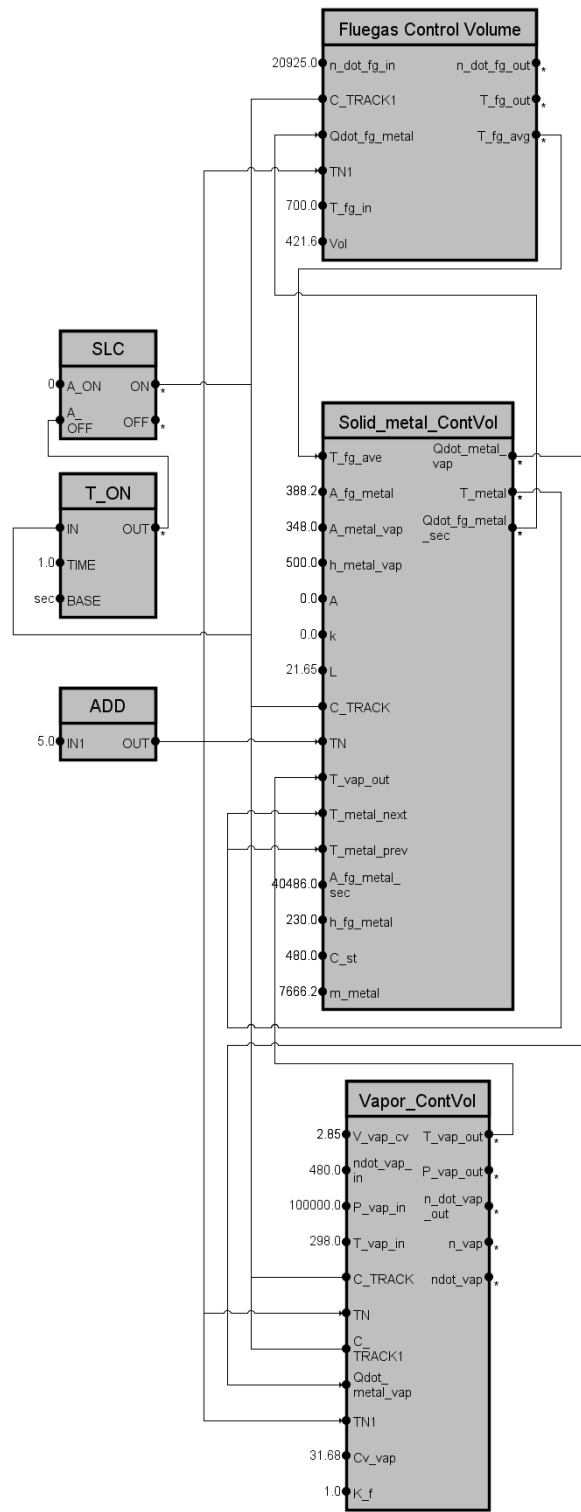 Fluegas Control Volume
20925.0 n_dot_fg_in n_dot_fg_out *
C_TRACK1 T_fg_out *
Qdot_fg_metal T_fg_avg *
TN1
700.0 T_fg_in
421.6 Vol
SLC
0 A_ON ON *
A_
OFF OFF *
T_ON
IN OUT *
1.0 TIME
sec BASE
ADD
5.0 IN1 OUT
Solid_metal_ContVol
T_fg_ave Qdot_metal_
vap *
388.2 A_fg_metal T_metal *
348.0 A_metal_vap Qdot_fg_metal
_sec *
500.0 h_metal_vap
0.0 A
0.0 k
21.65 L
C_TRACK
TN
T_vap_out
T_metal_next
T_metal_prev
40486.0 A_fg_metal_
sec
230.0 h_fg_metal
480.0 C_st
7666.2 m_metal
Vapor_ContVol
2.85 V_vap_cv T_vap_out *
480.0 ndot_vap_
in P_vap_out *
100000.0 P_vap_in n_dot_vap
_out *
298.0 T_vap_in n_vap *
C_TRACK ndot_vap *
TN
C_
TRACK1
Qdot_
metal_vap
TN1
31.68 Cv_vap
1.0 K_f